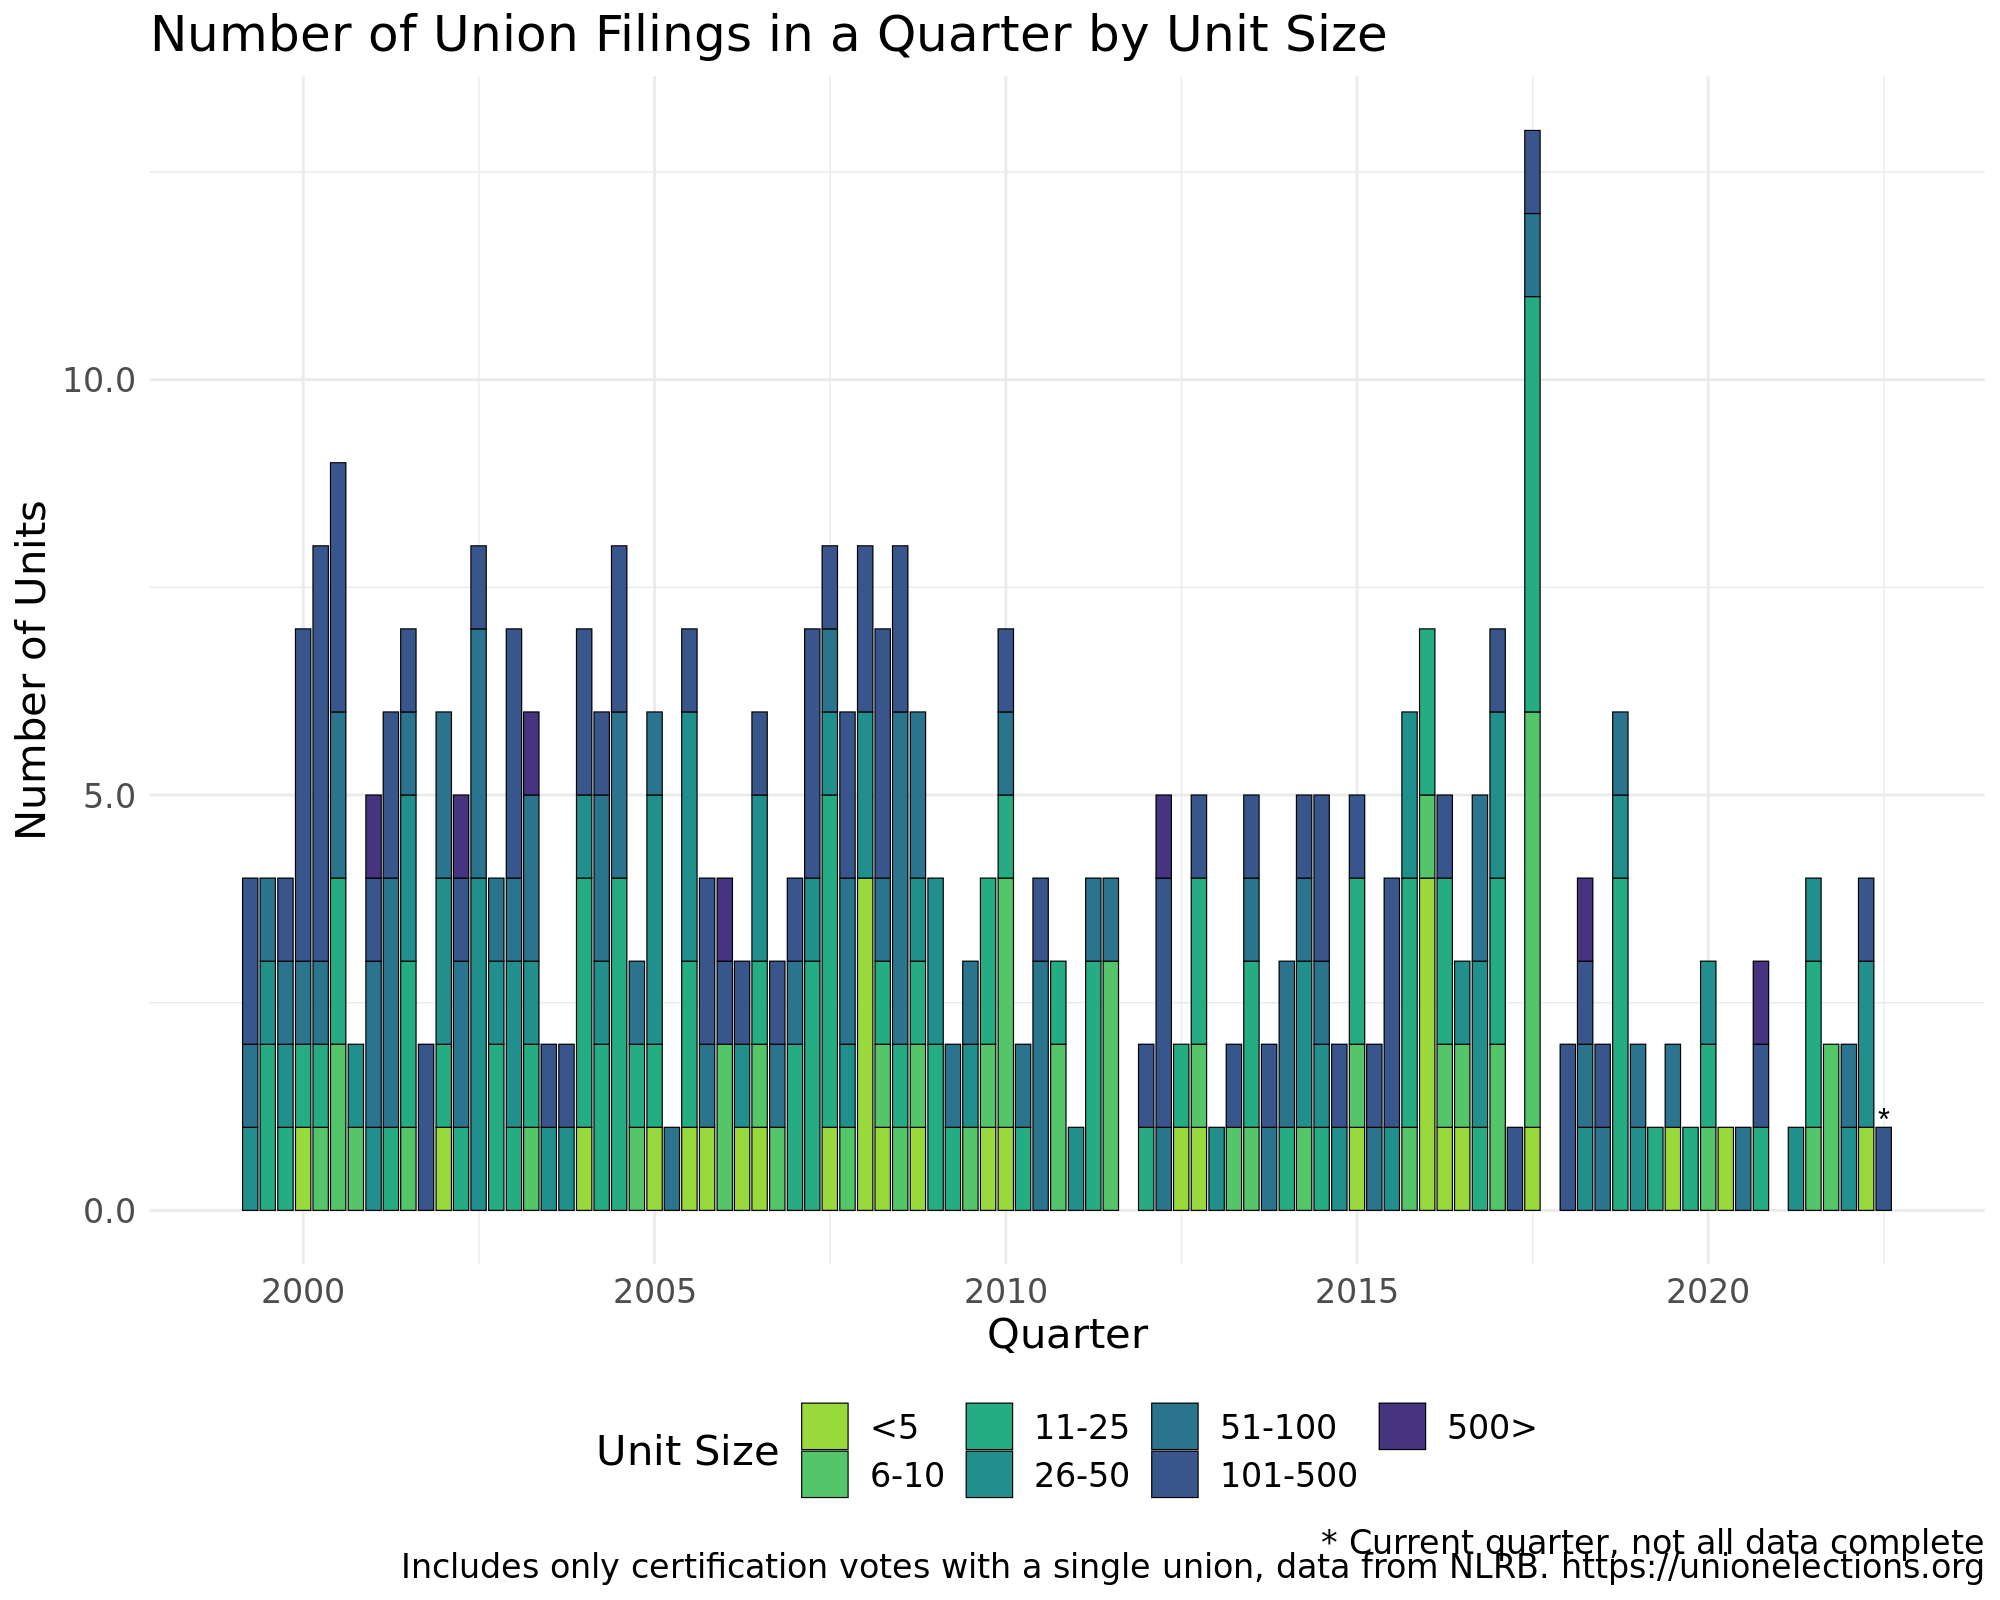 Number of Union Filings in a Quarter by Unit Size
Number of Units
10.0
5.0
0.0
*
2000 2005 2010 2015 2020
Quarter
Unit Size
<5 11-25 51-100 500>
6-10 26-50 101-500
* Current quarter, not all data complete
Includes only certification votes with a single union, data from NLRB. https://unionelections.org